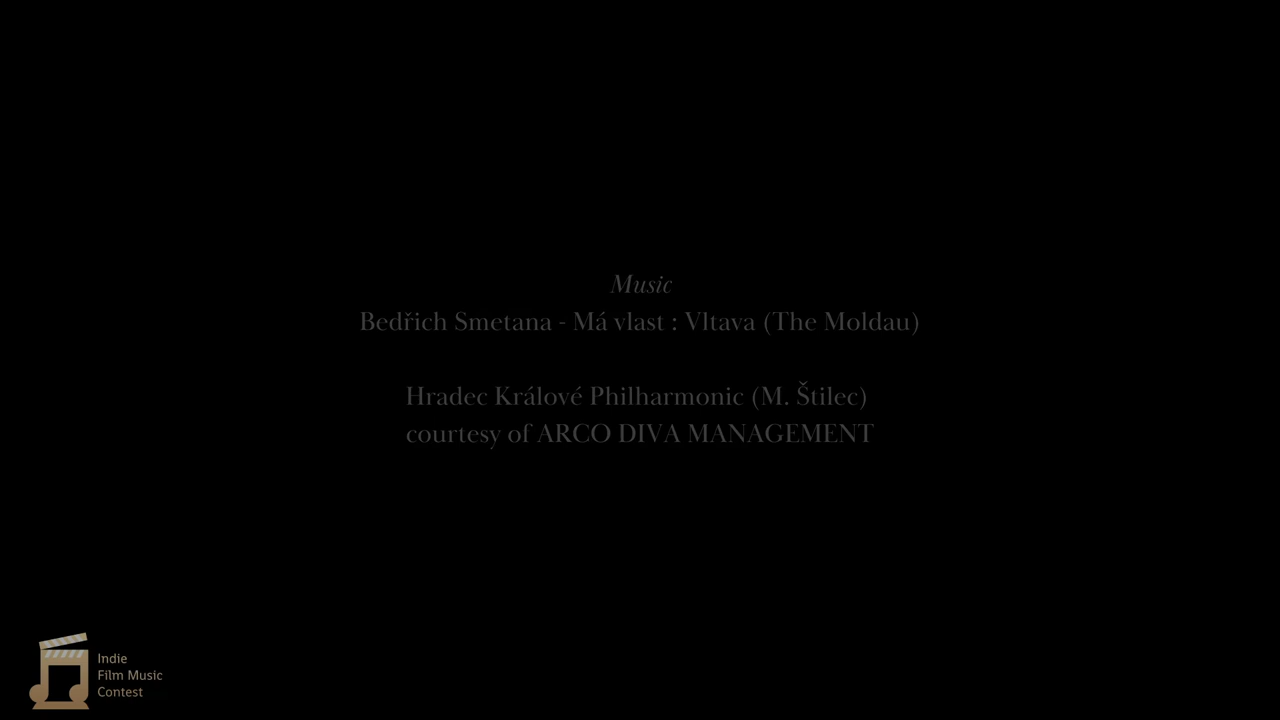 Music
Bedřich Smetana - Má vlast : Vltava (The Moldau)
Hradec Králové Philharmonic (M. Štilec)
courtesy of ARCO DIVA MANAGEMENT
Indie
Film Music
Contest